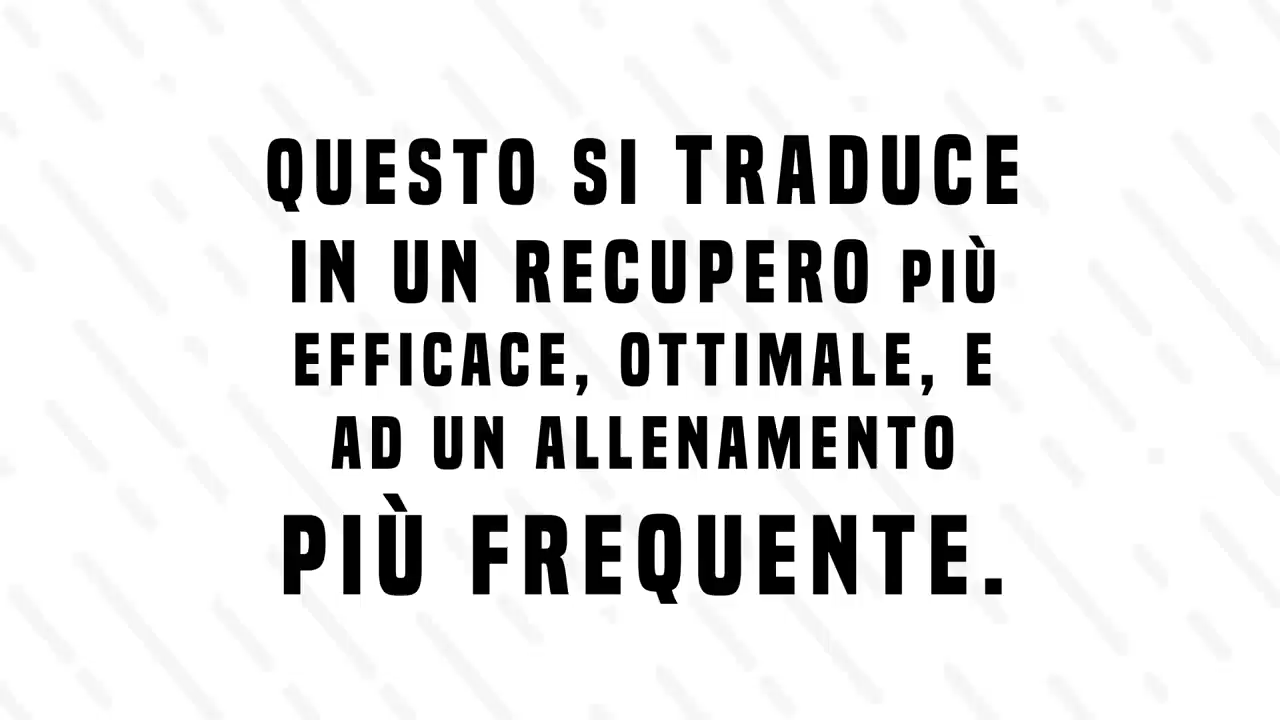 QUESTO SI TRADUCE
IN UN RECUPERO PIÙ
EFFICACE, OTTIMALE, E
AD UN ALLENAMENTO
PIÙ FREQUENTE.